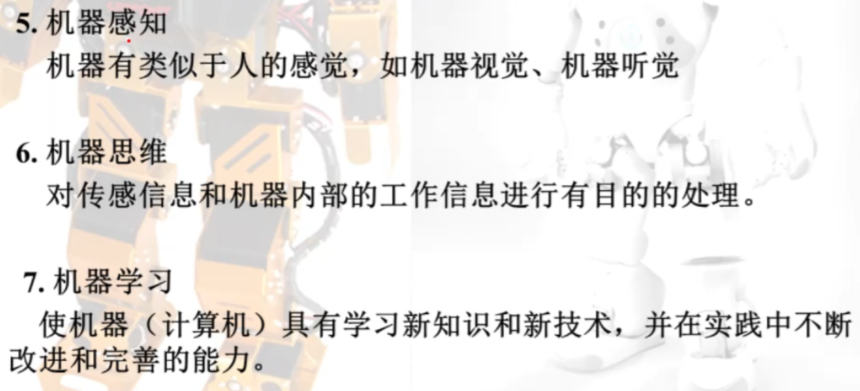 5. 机器感知
机器有类似于人的感觉，如机器视觉、机器听觉
6. 机器思维
对传感信息和机器内部的工作信息进行有目的的处理。
7. 机器学习
使机器（计算机）具有学习新知识和新技术，并在实践中不断
改进和完善的能力。